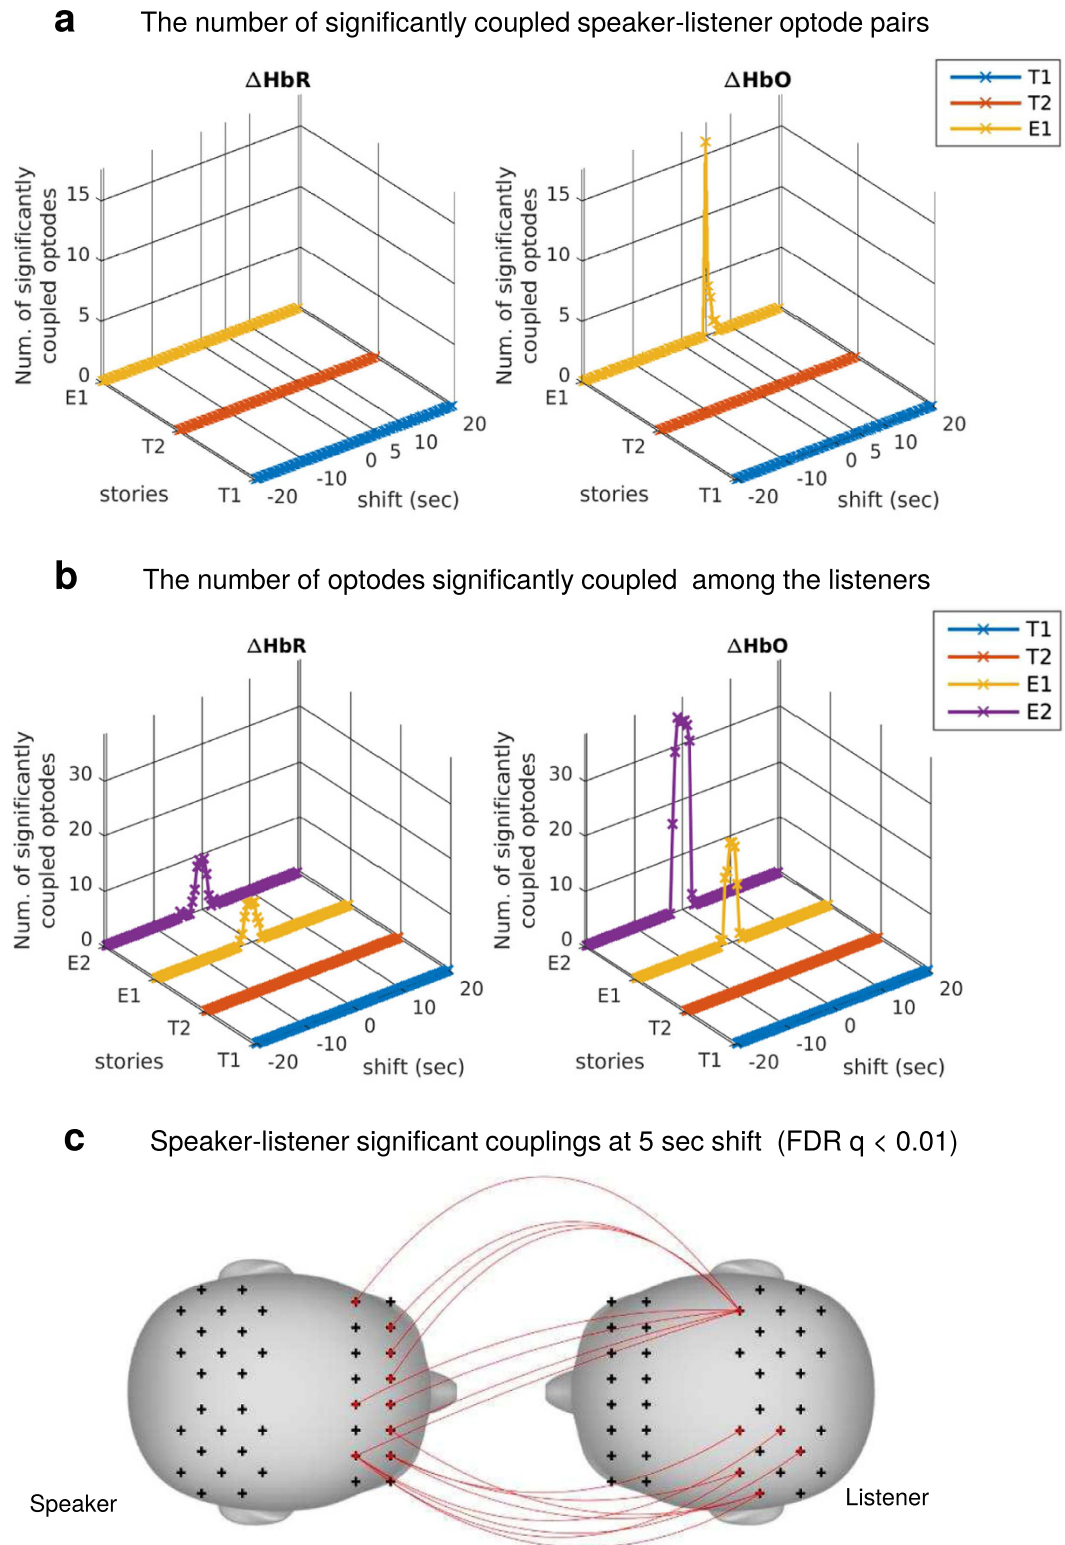 a The number of significantly coupled speaker-listener optode pairs
ΔHbR
Num. of significantly
coupled optodes
15
10
5
0
E1
T2
T1
stories
-20
-10
0
5
10
20
shift (sec)
ΔHbO
Num. of significantly
coupled optodes
15
10
5
0
E1
T2
T1
stories
-20
-10
0
5
10
20
shift (sec)
T1
T2
E1
b The number of optodes significantly coupled among the listeners
ΔHbR
Num. of significantly
coupled optodes
30
20
10
0
E2
E1
T2
T1
stories
-20
-10
0
10
20
shift (sec)
ΔHbO
Num. of significantly
coupled optodes
30
20
10
0
E2
E1
T2
T1
stories
-20
-10
0
10
20
shift (sec)
T1
T2
E1
E2
c Speaker-listener significant couplings at 5 sec shift (FDR q < 0.01)
Speaker
Listener